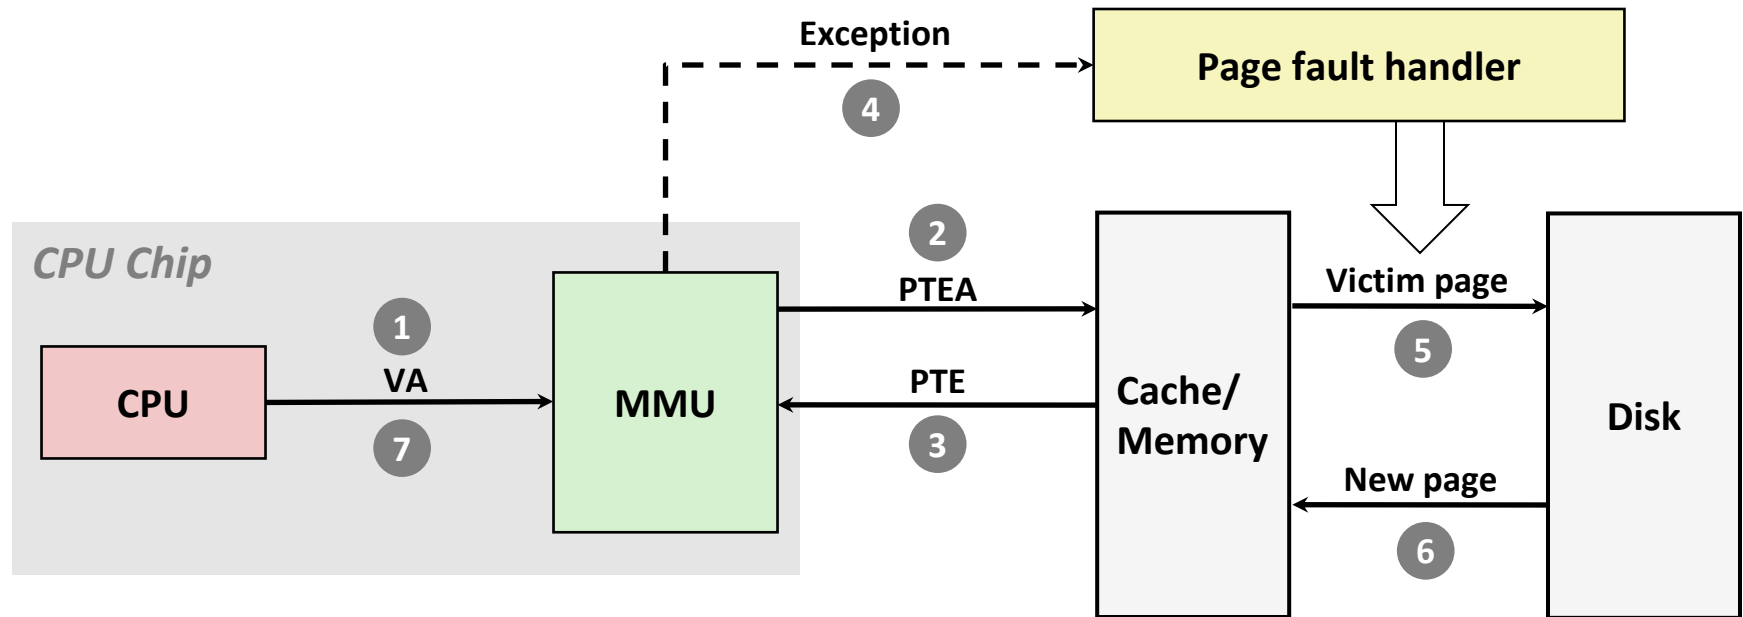 Exception
Page fault handler
4
2
CPU Chip
PTEA
Victim page
1
5
VA
PTE
CPU
MMU
Cache/
Memory
Disk
7
3
New page
6